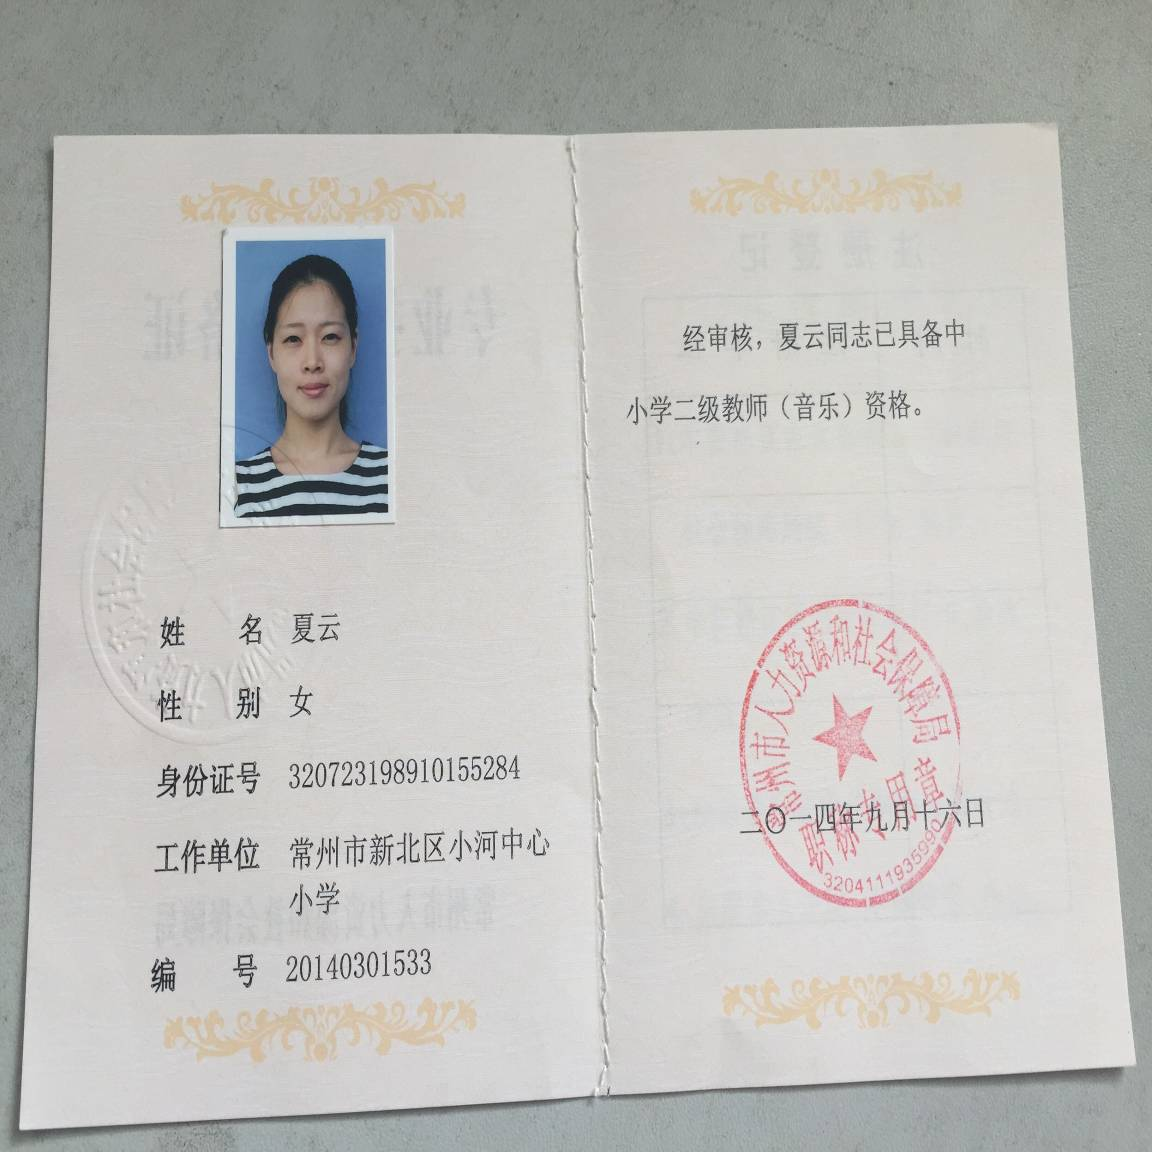 姓 名 夏云
性 别 女
身份证号 320723198910155284
工作单位 常州市新北区小河中心
小学
编 号 20140301533
经审核，夏云同志已具备中
小学二级教师（音乐）资格。
常州市人力资源和社会保障局
二〇一四年九月十六日
职称专用章
3204111935990